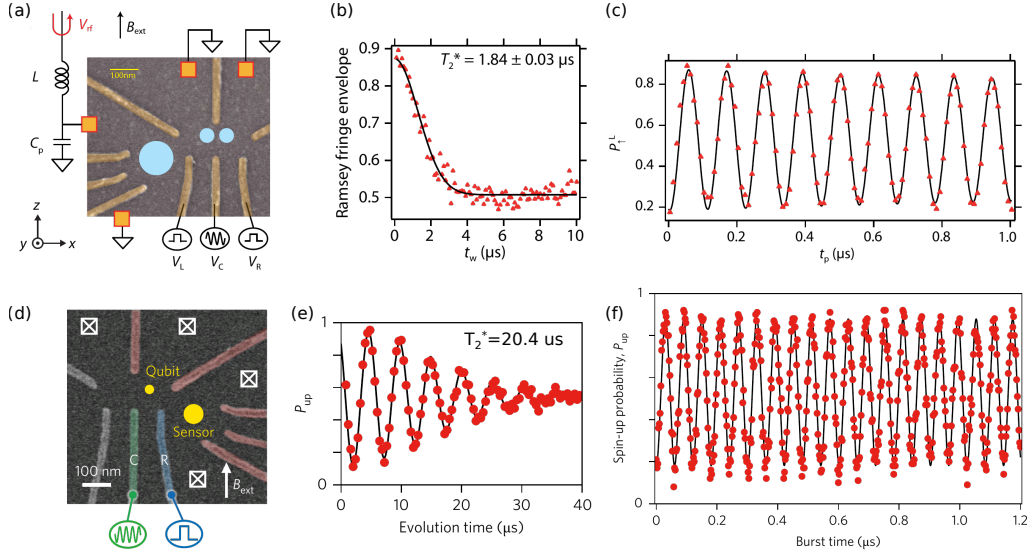 (a)
V_rf
B_ext
100nm
L
C_p
z
y
x
V_L
V_C
V_R
(b)
T_2* = 1.84 ± 0.03 μs
Ramsey fringe envelope
0.9
0.8
0.7
0.6
0.5
0 2 4 6 8 10
t_w (μs)
(c)
P_↑^L
0.8
0.6
0.4
0.2
0.0 0.2 0.4 0.6 0.8 1.0
t_p (μs)
(d)
Qubit
Sensor
100 nm
C
R
B_ext
(e)
T_2*=20.4 us
P_up
1
0
0 10 20 30 40
Evolution time (μs)
(f)
Spin-up probability, P_up
1
0
0 0.2 0.4 0.6 0.8 1.0 1.2
Burst time (μs)